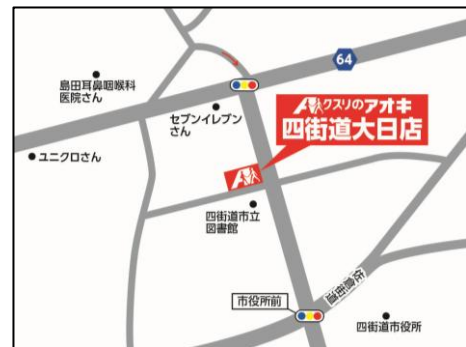 64
島田耳鼻咽喉科
医院さん
セブンイレブン
さん
クスリのアオキ
四街道大日店
ユニクロさん
四街道市立
図書館
佐倉街道
市役所前
四街道市役所